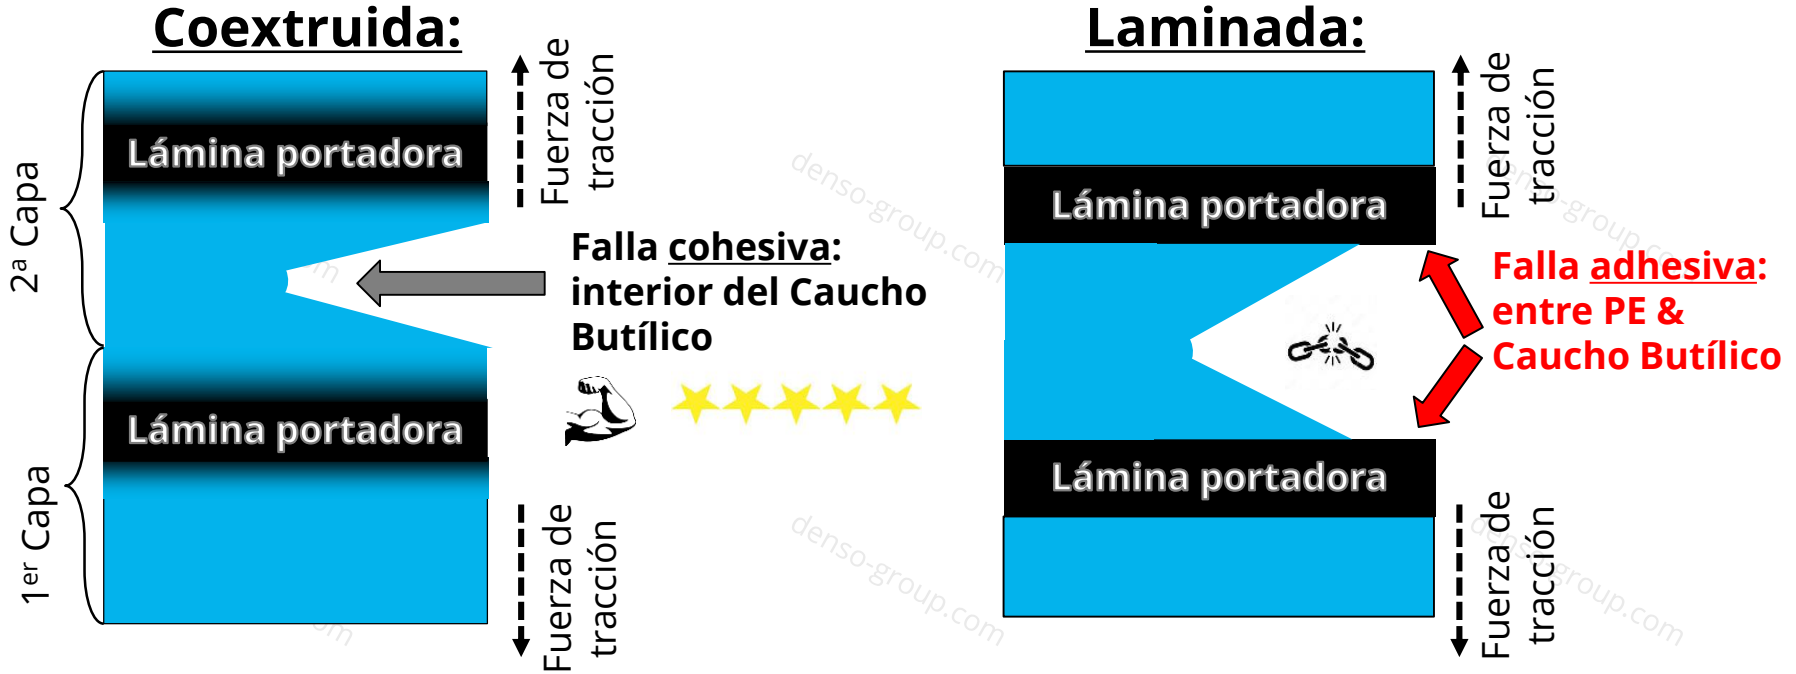 Coextruida:
Laminada:
2ª Capa
1er Capa
Lámina portadora
Lámina portadora
Fuerza de
tracción
Fuerza de
tracción
Falla cohesiva:
interior del Caucho
Butílico
Lámina portadora
Lámina portadora
Fuerza de
tracción
Fuerza de
tracción
Falla adhesiva:
entre PE &
Caucho Butílico
denso-group.com
denso-group.com
denso-group.com
denso-group.com
om
com